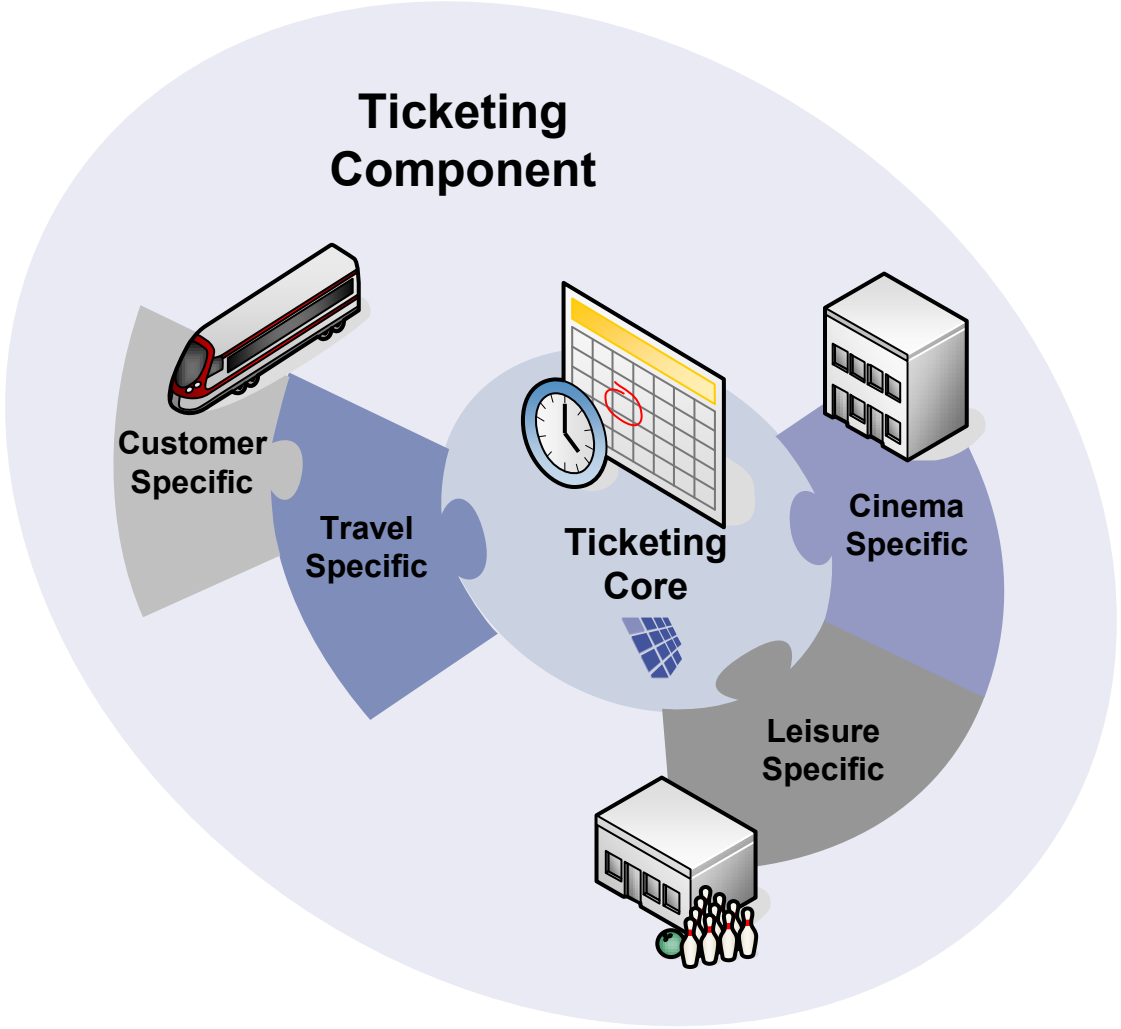 Ticketing
Component
Customer
Specific
Travel
Specific
Ticketing
Core
Cinema
Specific
Leisure
Specific